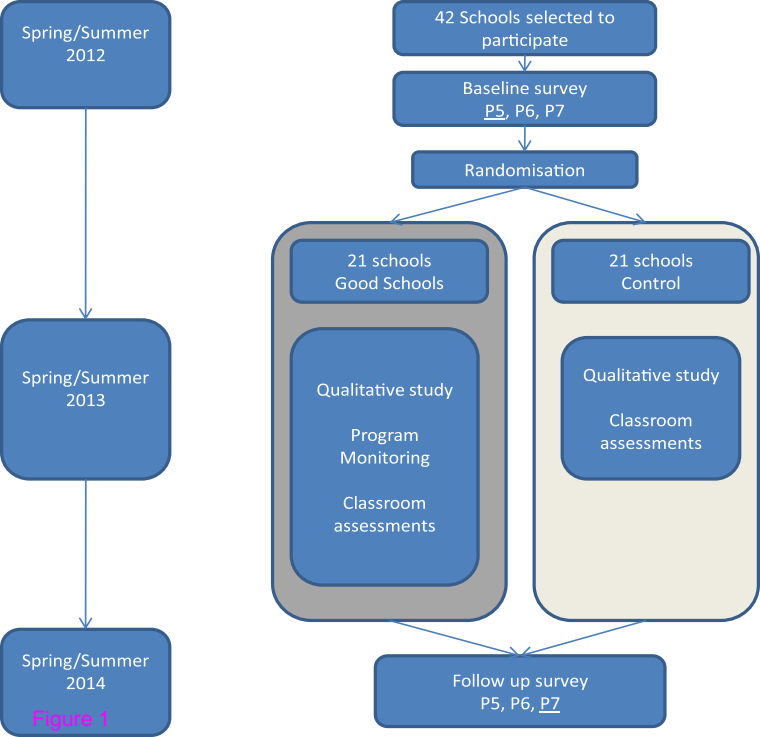 Spring/Summer
2012
42 Schools selected to
participate
Baseline survey
P5, P6, P7
Randomisation
21 schools
Good Schools
21 schools
Control
Spring/Summer
2013
Qualitative study
Program
Monitoring
Classroom
assessments
Qualitative study
Classroom
assessments
Spring/Summer
2014
Figure 1
Follow up survey
P5, P6, P7